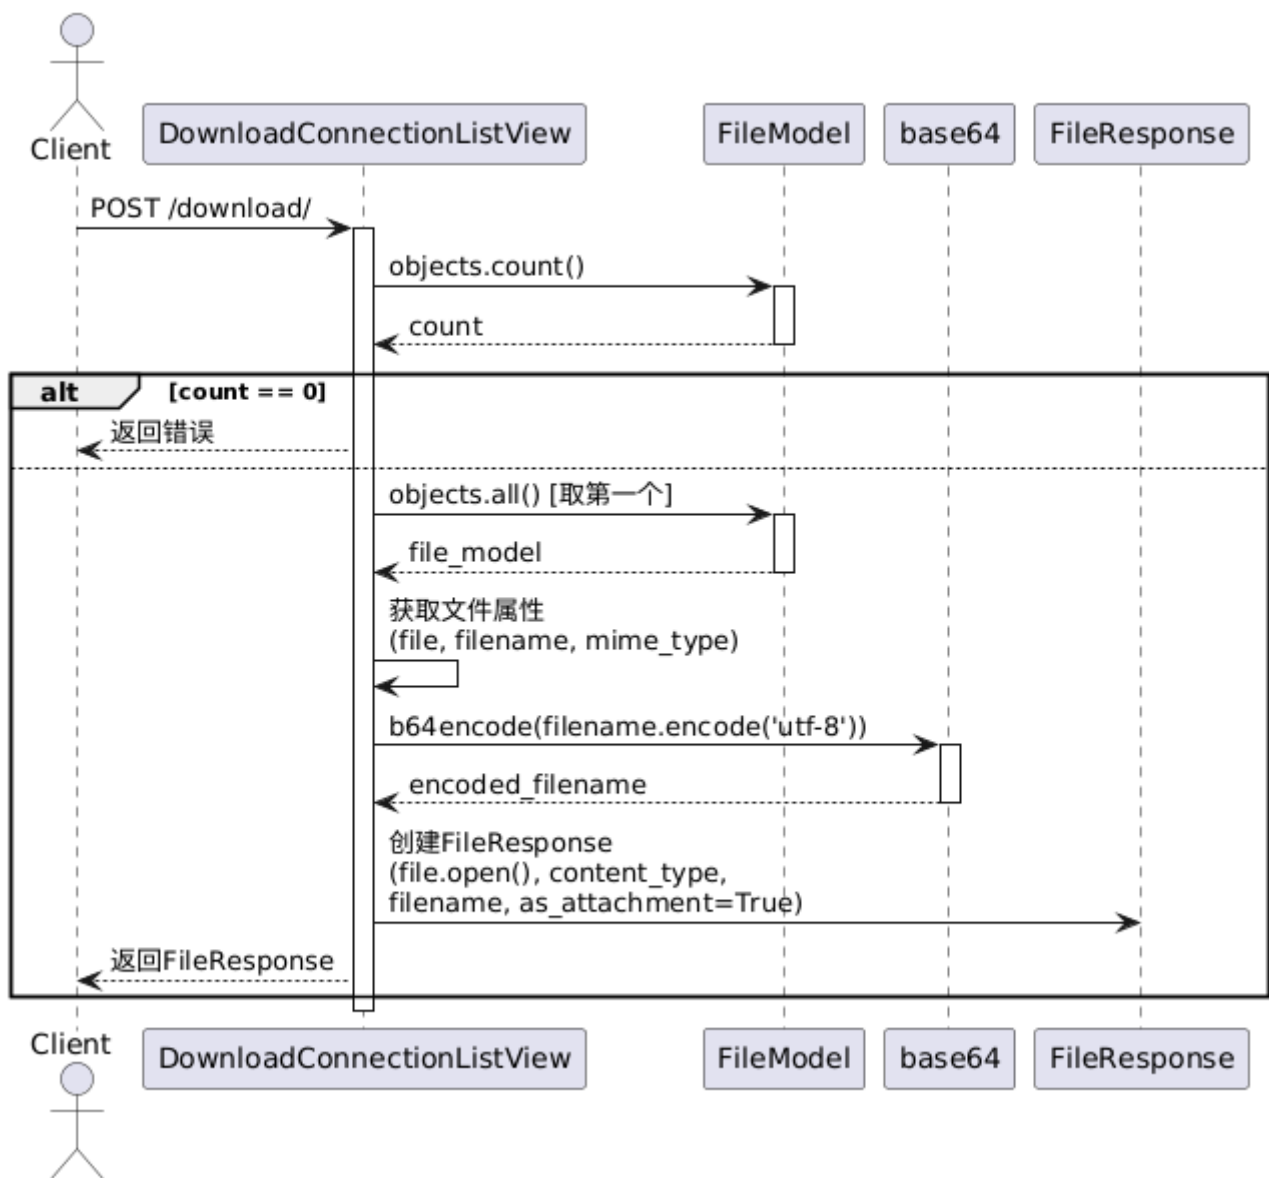 Client
DownloadConnectionListView
FileModel
base64
FileResponse
POST /download/
objects.count()
count
alt
[count == 0]
返回错误
objects.all() [取第一个]
file_model
获取文件属性
(file, filename, mime_type)
b64encode(filename.encode('utf-8'))
encoded_filename
创建FileResponse
(file.open(), content_type,
filename, as_attachment=True)
返回FileResponse
Client
DownloadConnectionListView
FileModel
base64
FileResponse